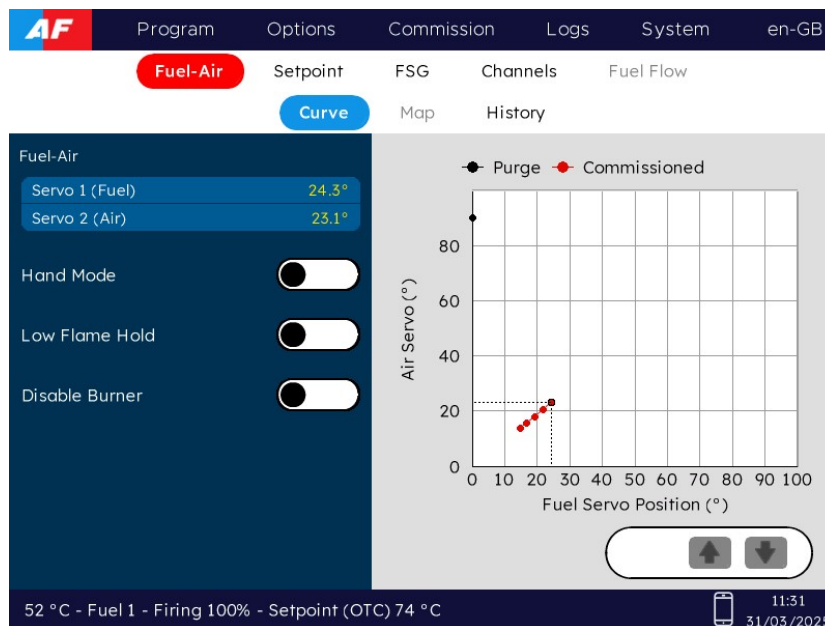 AF Program Options Commission Logs System en-GB
Fuel-Air Setpoint FSG Channels Fuel Flow
Curve Map History
Fuel-Air
Servo 1 (Fuel) 24.3°
Servo 2 (Air) 23.1°
Hand Mode
Low Flame Hold
Disable Burner
Purge Commissioned
Air Servo (°)
80
60
40
20
0
0 10 20 30 40 50 60 70 80 90 100
Fuel Servo Position (°)
52 °C - Fuel 1 - Firing 100% - Setpoint (OTC) 74 °C
11:31
31/03/2025